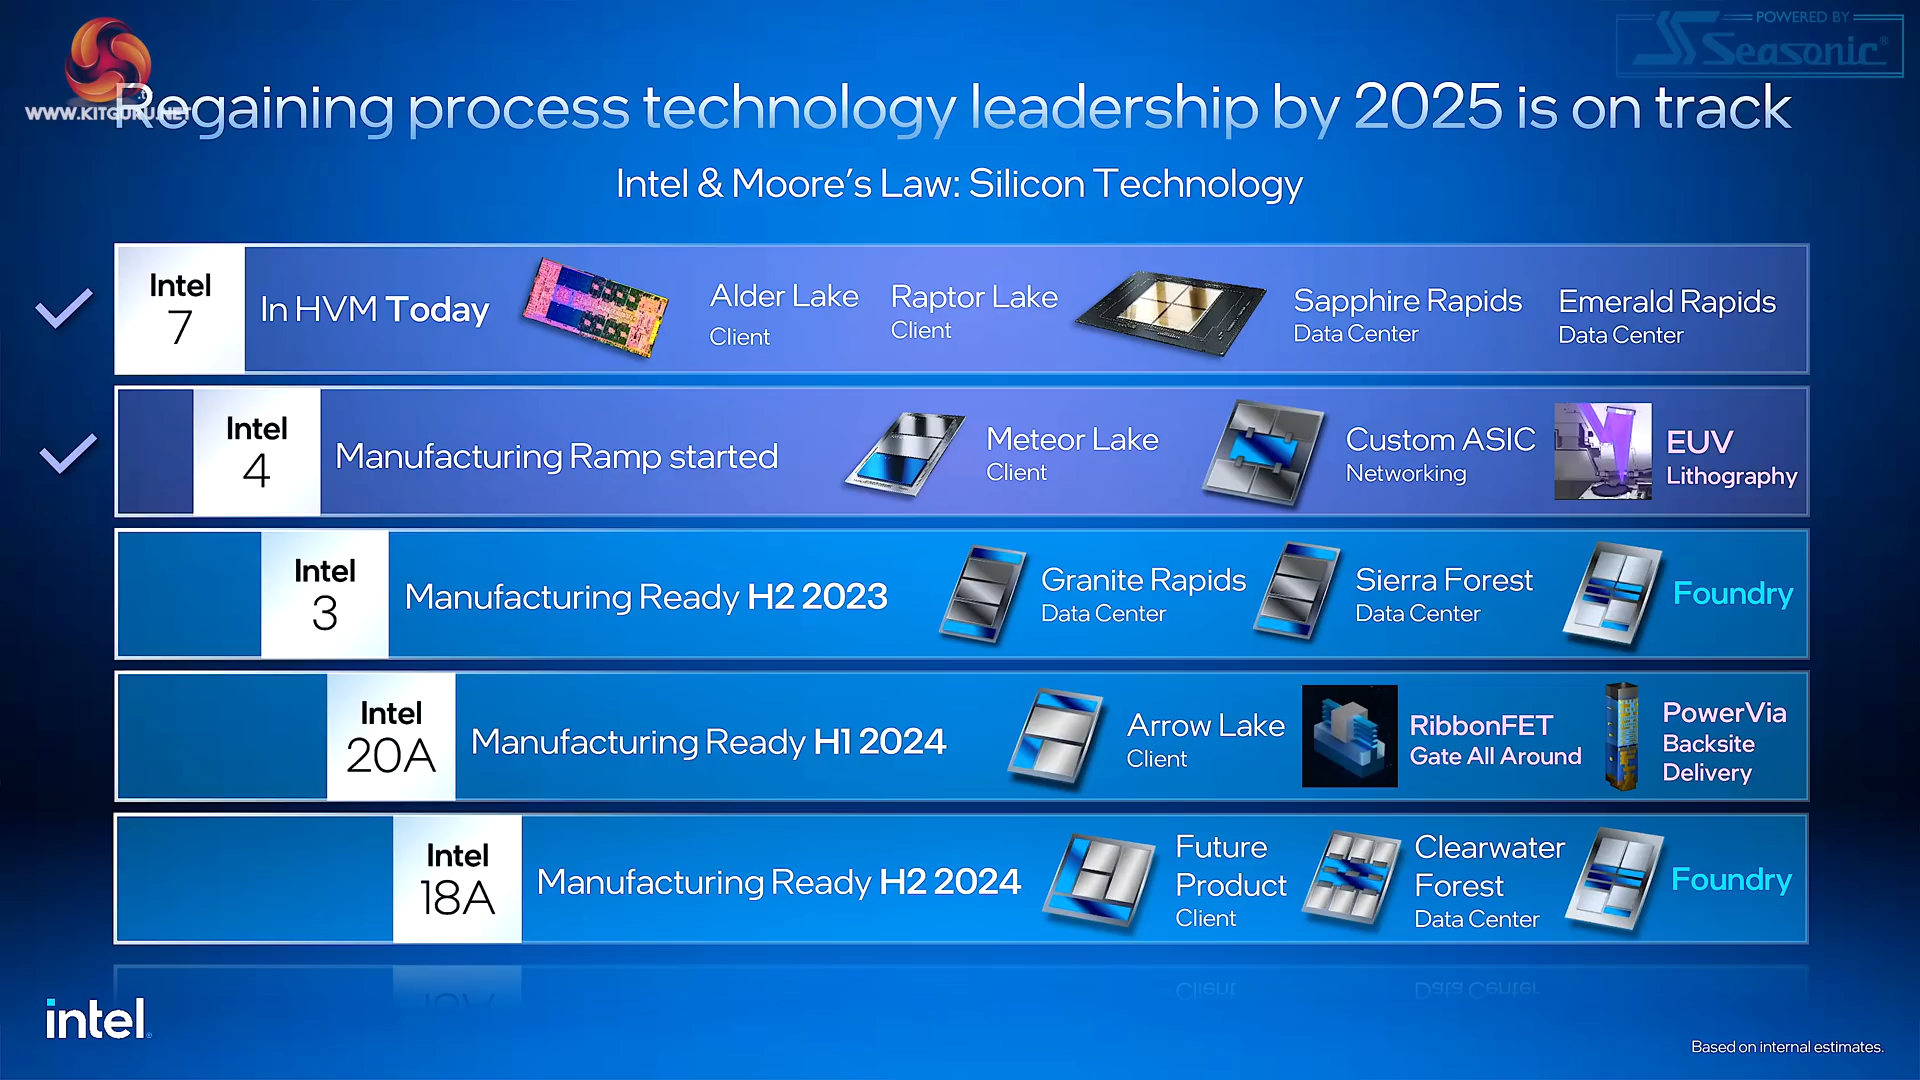 POWERED BY
Seasonic
WWW.KITGURU.NET
Regaining process technology leadership by 2025 is on track
Intel & Moore's Law: Silicon Technology
Intel
7
In HVM Today
Alder Lake
Client
Raptor Lake
Client
Sapphire Rapids
Data Center
Emerald Rapids
Data Center
Intel
4
Manufacturing Ramp started
Meteor Lake
Client
Custom ASIC
Networking
EUV
Lithography
Intel
3
Manufacturing Ready H2 2023
Granite Rapids
Data Center
Sierra Forest
Data Center
Foundry
Intel
20A
Manufacturing Ready H1 2024
Arrow Lake
Client
RibbonFET
Gate All Around
PowerVia
Backsite
Delivery
Intel
18A
Manufacturing Ready H2 2024
Future
Product
Client
Clearwater
Forest
Data Center
Foundry
intel.
Based on internal estimates.